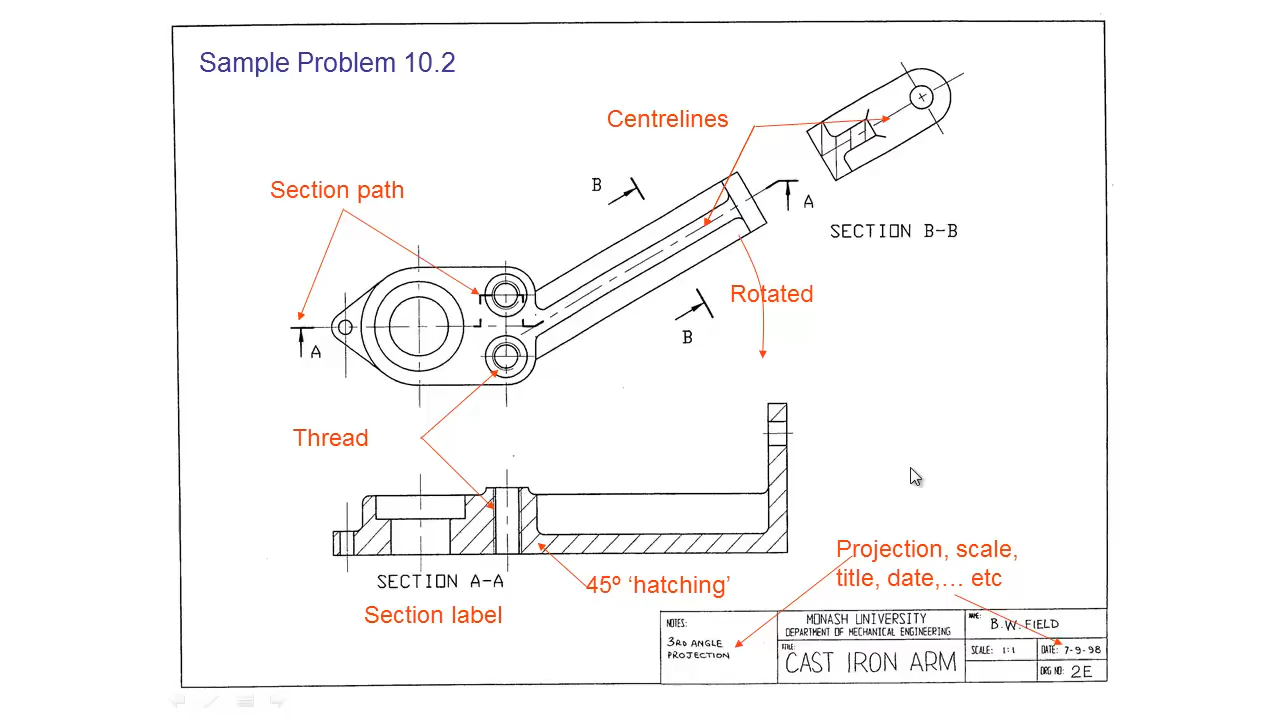 Sample Problem 10.2
Centrelines
Section path
B
A
SECTION B-B
Rotated
B
A
Thread
Projection, scale,
title, date,… etc
SECTION A-A
45º ‘hatching’
Section label
NOTES:
3RD ANGLE
PROJECTION
MONASH UNIVERSITY
DEPARTMENT OF MECHANICAL ENGINEERING
TITLE:
CAST IRON ARM
NAME:
B.W.FIELD
SCALE: 1:1
DATE: 7-9-98
DRG NO: 2E